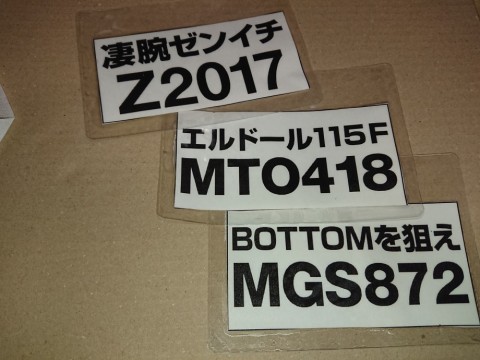 凄腕ゼンイチ
Z2017
エルドール115F
MTO418
BOTTOMを狙え
MGS872